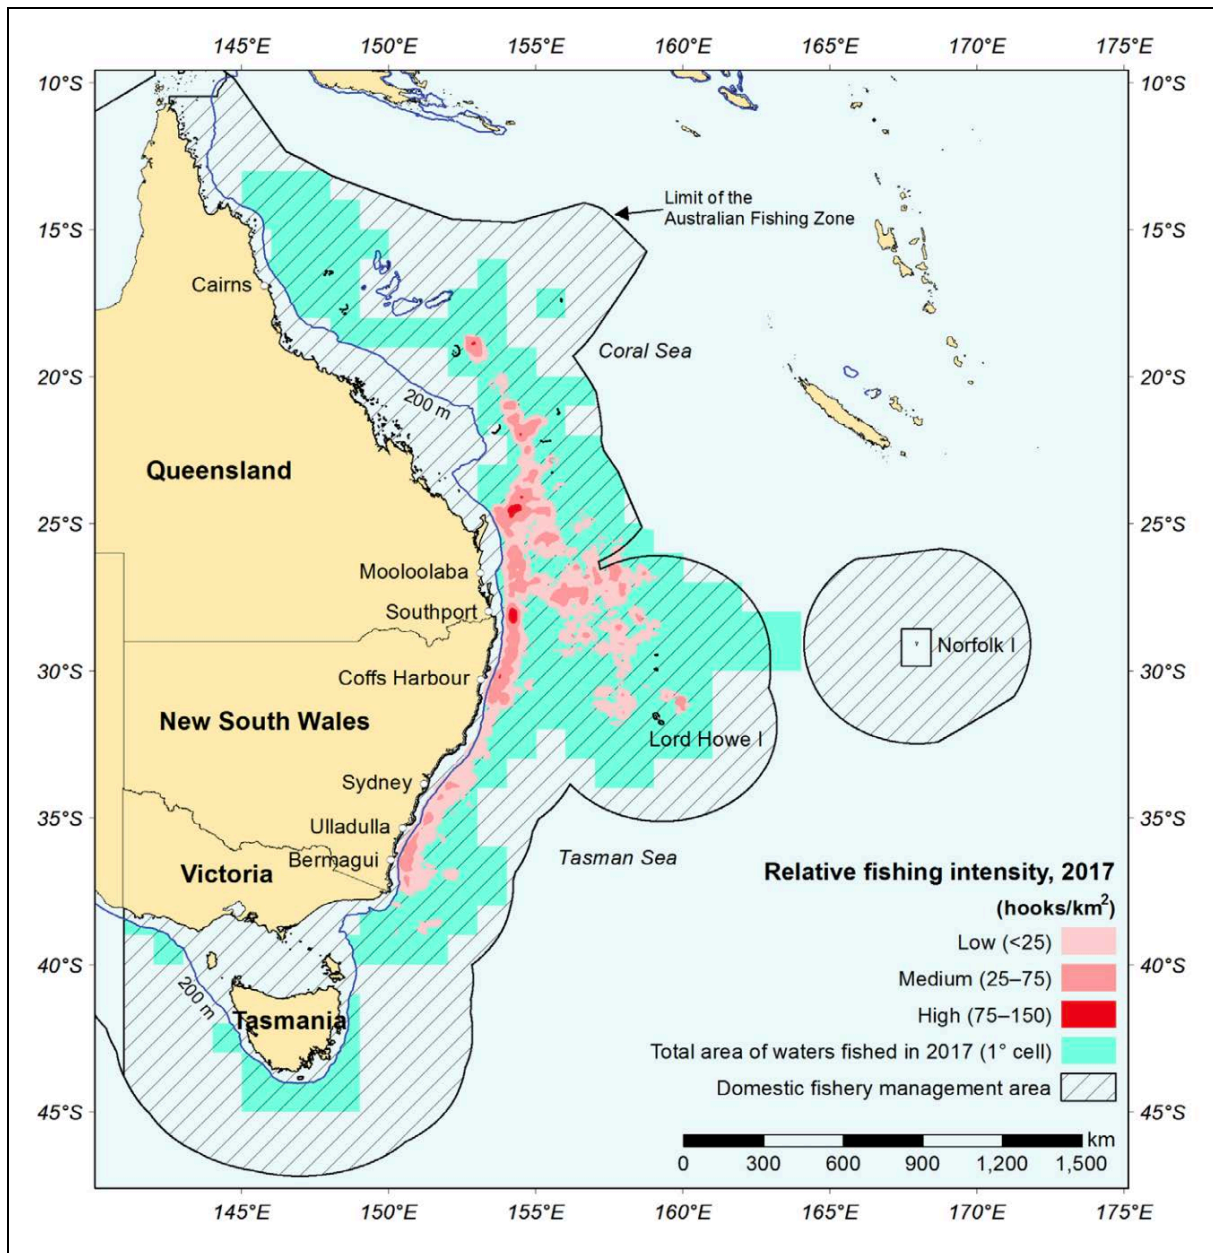 145°E 150°E 155°E 160°E 165°E 170°E 175°E
10°S 10°S
Limit of the
Australian Fishing Zone
15°S 15°S
Cairns
Coral Sea
20°S 20°S
200 m
Queensland
25°S 25°S
Mooloolaba
Southport
Norfolk I
30°S 30°S
Coffs Harbour
New South Wales
Lord Howe I
Sydney
35°S 35°S
Ulladulla
Bermagui
Tasman Sea
Victoria
Relative fishing intensity, 2017
(hooks/km²)
Low (<25)
40°S 40°S
Medium (25–75)
200 m
Tasmania
High (75–150)
Total area of waters fished in 2017 (1° cell)
Domestic fishery management area
45°S 45°S
km
0 300 600 900 1,200 1,500
145°E 150°E 155°E 160°E 165°E 170°E 175°E